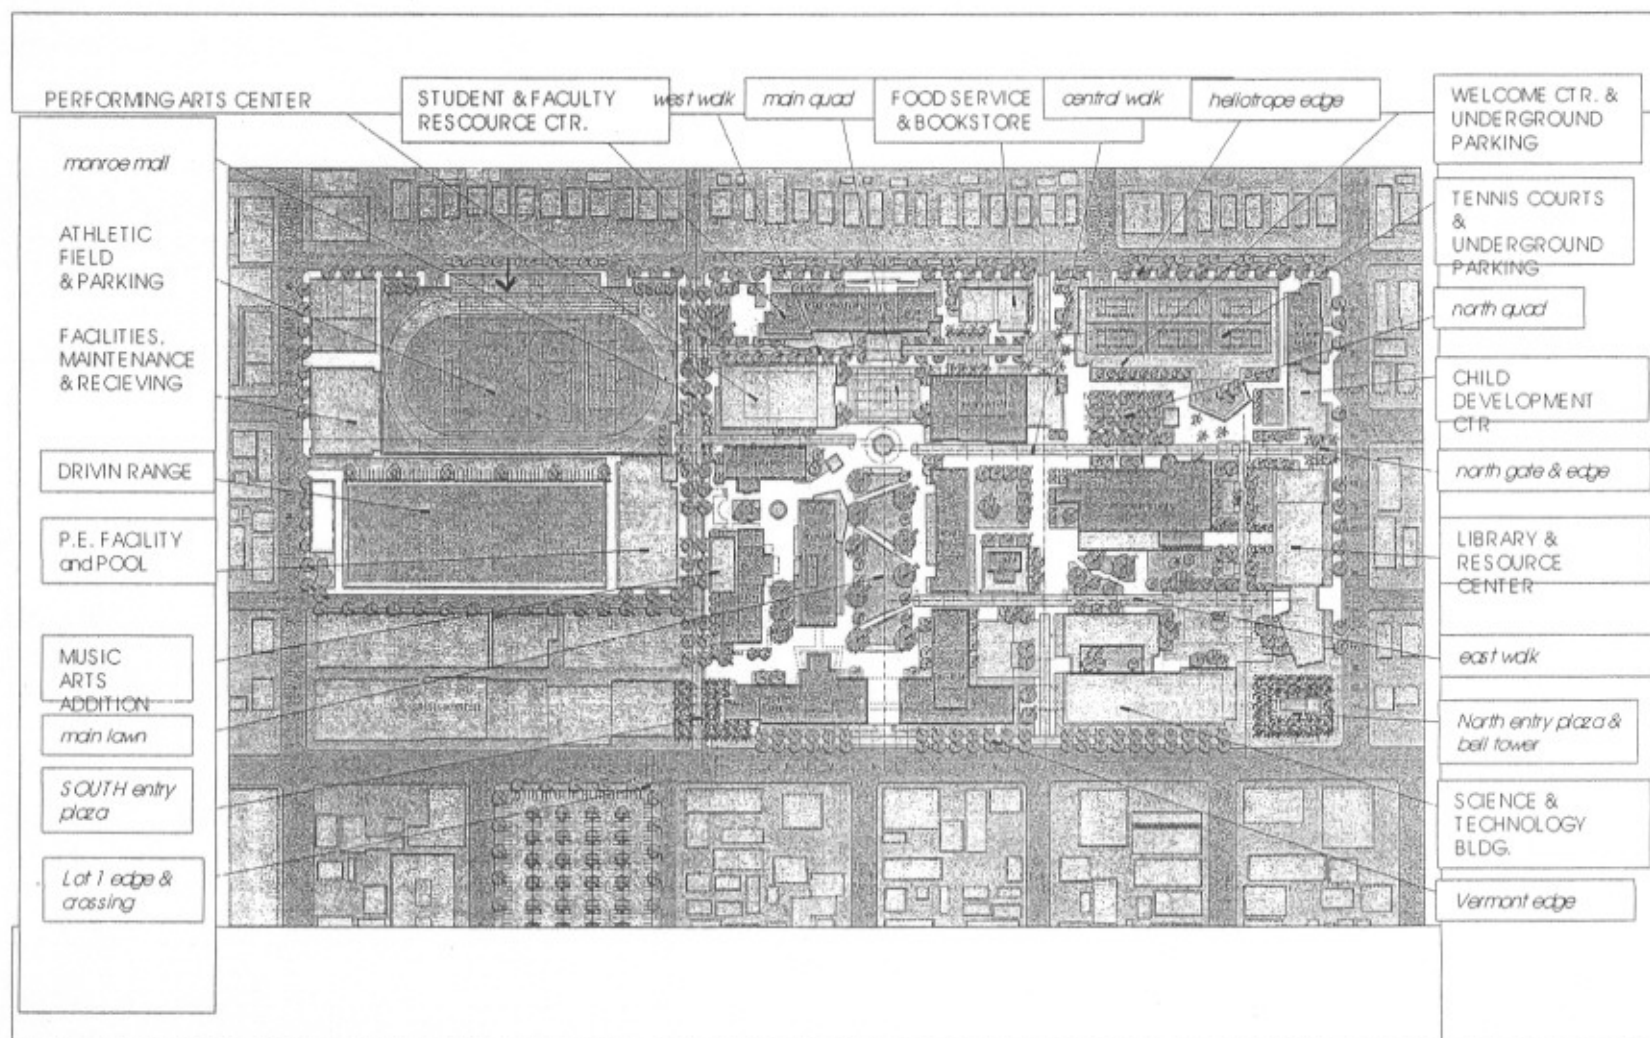 PERFORMING ARTS CENTER
STUDENT & FACULTY
RESCOURCE CTR.
west walk
main quad
FOOD SERVICE
& BOOKSTORE
central walk
heliotrope edge
WELCOME CTR. &
UNDERGROUND
PARKING
monroe mall
ATHLETIC
FIELD
& PARKING
FACILITIES,
MAINTENANCE
& RECIEVING
DRIVIN RANGE
P.E. FACILITY
and POOL
MUSIC
ARTS
ADDITION
main lawn
SOUTH entry
plaza
Lot 1 edge &
crossing
TENNIS COURTS
&
UNDERGROUND
PARKING
north quad
CHILD
DEVELOPMENT
CTR
north gate & edge
LIBRARY &
RESOURCE
CENTER
east walk
North entry plaza &
bell tower
SCIENCE &
TECHNOLOGY
BLDG.
Vermont edge